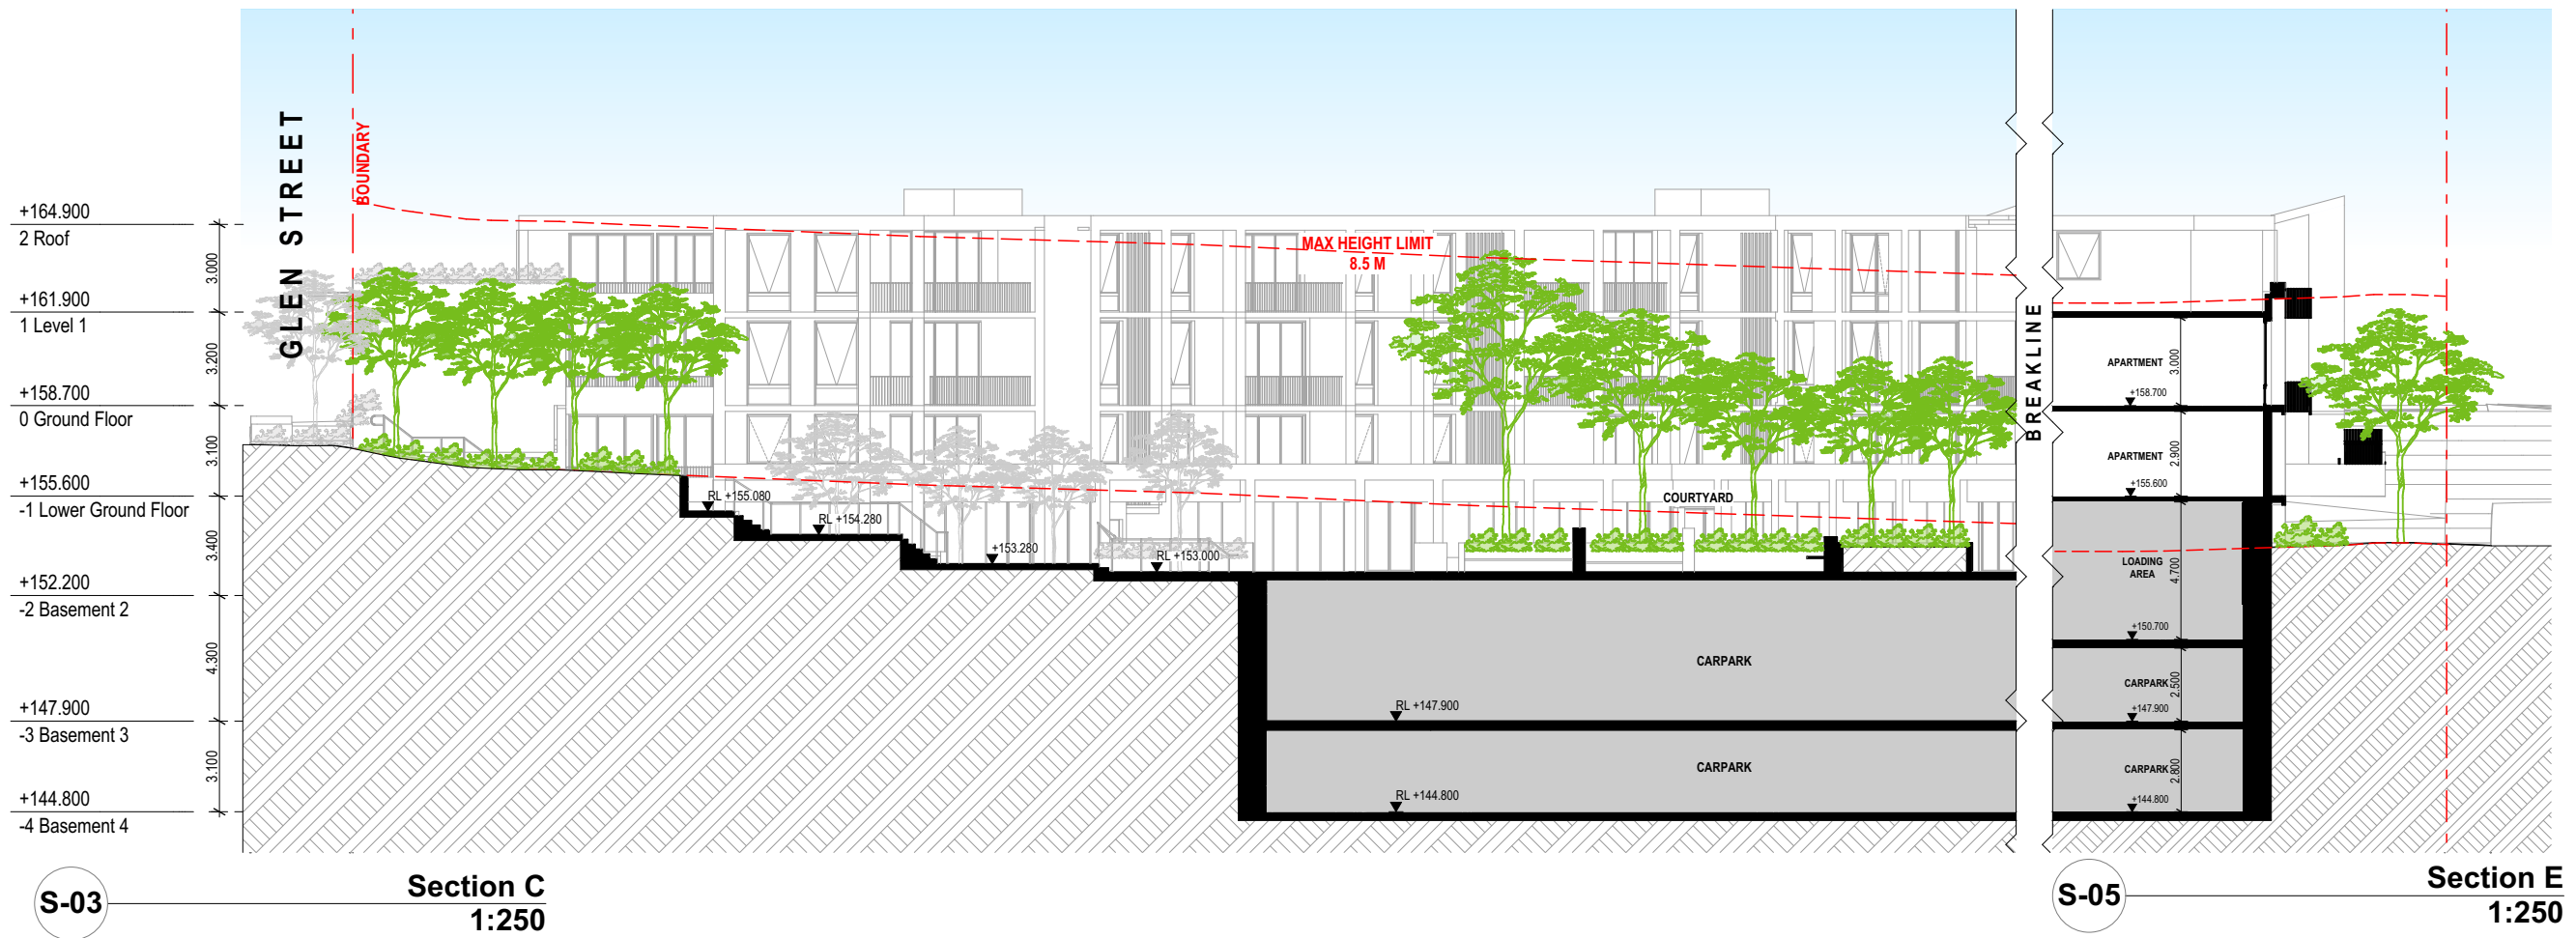 GLEN STREET
BOUNDARY
+164.900
2 Roof
3.000
+161.900
1 Level 1
3.200
+158.700
0 Ground Floor
3.100
+155.600
-1 Lower Ground Floor
3.400
+152.200
-2 Basement 2
4.300
+147.900
-3 Basement 3
3.100
+144.800
-4 Basement 4
MAX HEIGHT LIMIT
8.5 M
RL +155.080
RL +154.280
+153.280
RL +153.000
COURTYARD
CARPARK
RL +147.900
CARPARK
RL +144.800
BREAKLINE
APARTMENT
3.000
+158.700
APARTMENT
2.900
+155.600
LOADING
AREA
4.700
+150.700
CARPARK
2.500
+147.900
CARPARK
2.800
+144.800
S-03
Section C
1:250
S-05
Section E
1:250